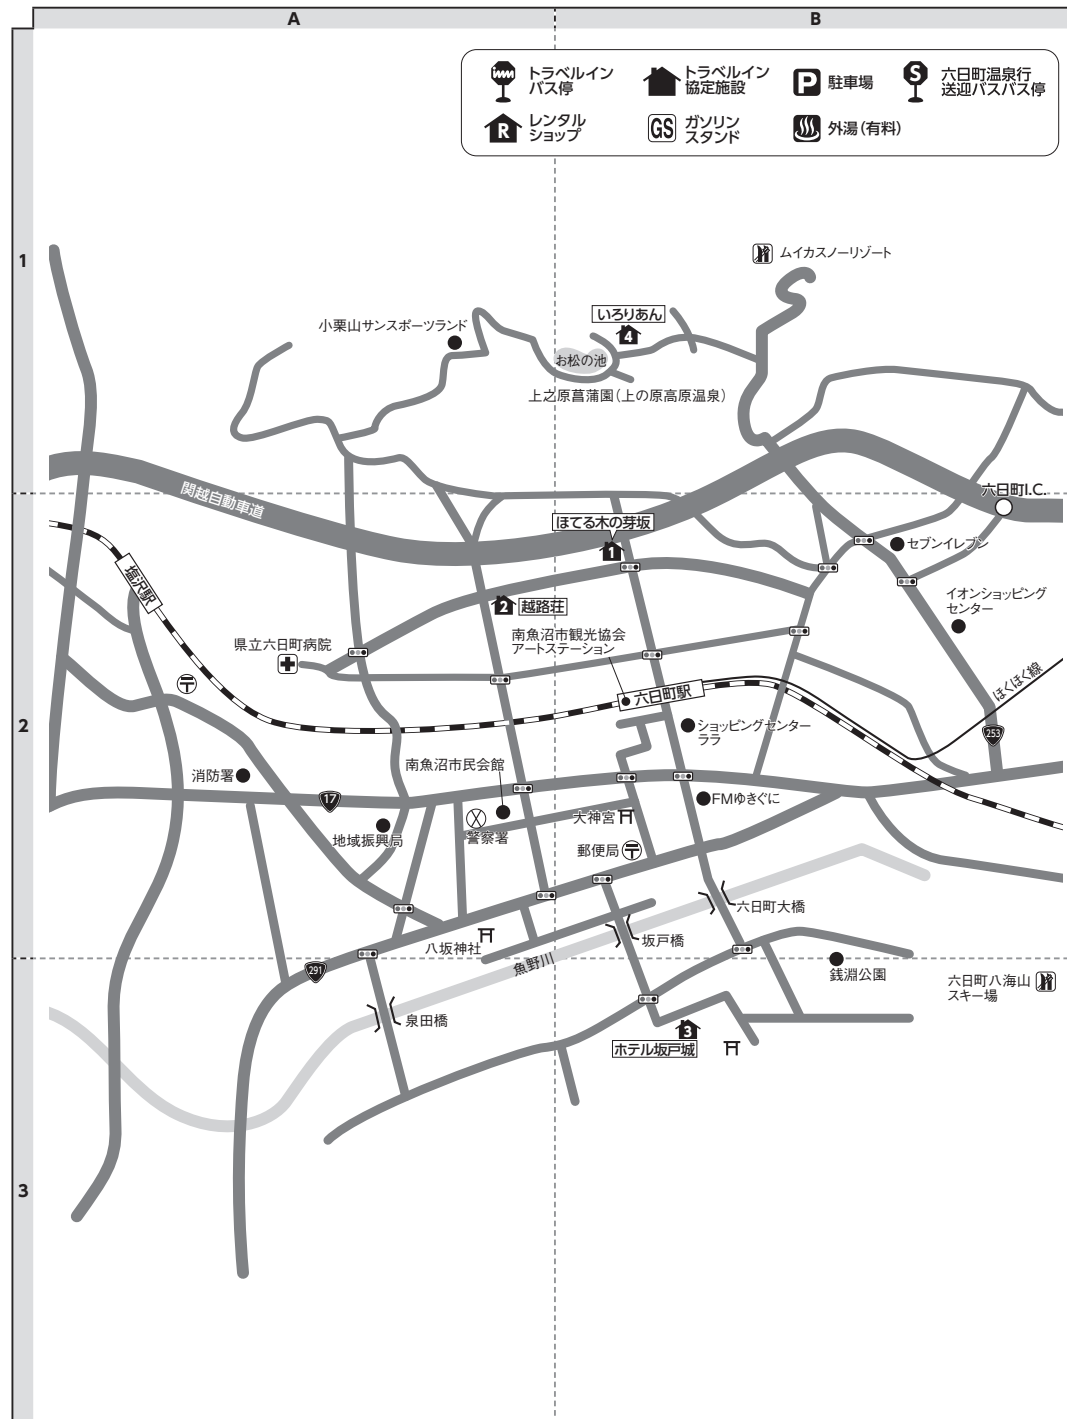 A
B
トラベルイン
バス停
トラベルイン
協定施設
P
駐車場
S
六日町温泉行
送迎バスバス停
R
レンタル
ショップ
GS
ガソリン
スタンド
外湯(有料)
1
ムイカスノーリゾート
いろりあん
4
小栗山サンスポーツランド
お松の池
上之原菖蒲園(上の原高原温泉)
関越自動車道
六日町I.C.
ほてる木の芽坂
1
セブンイレブン
塩沢駅
2
越路荘
イオンショッピング
センター
南魚沼市観光協会
アートステーション
県立六日町病院
六日町駅
ほくほく線
2
ショッピングセンター
ララ
253
南魚沼市民会館
消防署
17
FMゆきぐに
大神宮
地域振興局
警察署
郵便局
六日町大橋
八坂神社
坂戸橋
魚野川
291
銭淵公園
六日町八海山
スキー場
泉田橋
3
ホテル坂戸城
3